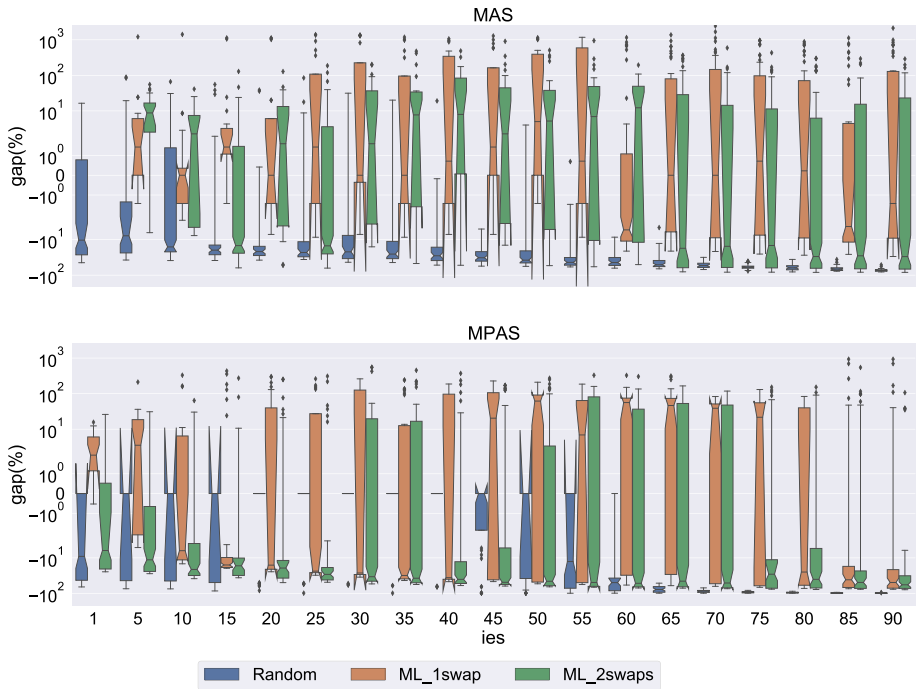 MAS
gap(%)
10³
10²
10¹
10⁰
0
−10⁰
−10¹
−10²
MPAS
gap(%)
10³
10²
10¹
10⁰
0
−10⁰
−10¹
−10²
1 5 10 15 20 25 30 35 40 45 50 55 60 65 70 75 80 85 90
ies
Random ML_1swap ML_2swaps